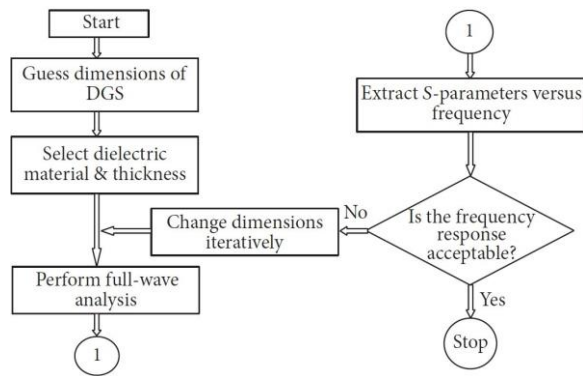 Start
Guess dimensions of
DGS
Select dielectric
material & thickness
Change dimensions
iteratively
Perform full-wave
analysis
1
1
Extract S-parameters versus
frequency
Is the frequency
response
acceptable?
No
Yes
Stop